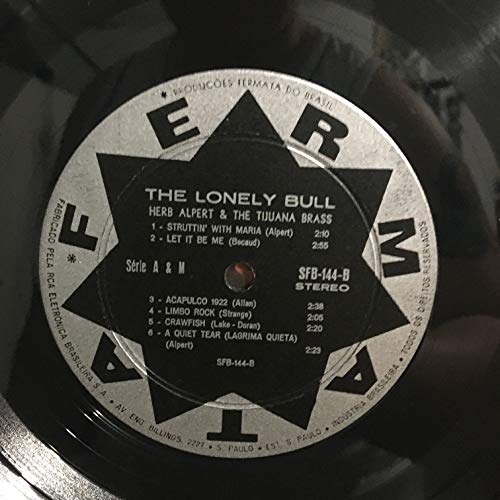 * PRODUÇÕES FERMATA DO BRASIL
FERMATA
THE LONELY BULL
HERB ALPERT & THE TIJUANA BRASS
1 - STRUTTIN' WITH MARIA (Alpert) 2:10
2 - LET IT BE ME (Becaud) 2:55
Série A & M
SFB-144-B
STEREO
3 - ACAPULCO 1922 (Allan) 2:38
4 - LIMBO ROCK (Strange) 2:05
5 - CRAWFISH (Lake - Doran) 2:20
6 - A QUIET TEAR (LAGRIMA QUIETA)
(Alpert) 2:23
SFB-144-B
* FABRICADO PELA RCA ELETRÔNICA BRASILEIRA S.A. - AV. ENG. BILLINGS, 2227 - S. PAULO - EST. S. PAULO - INDÚSTRIA BRASILEIRA - TODOS OS DIREITOS RESERVADOS